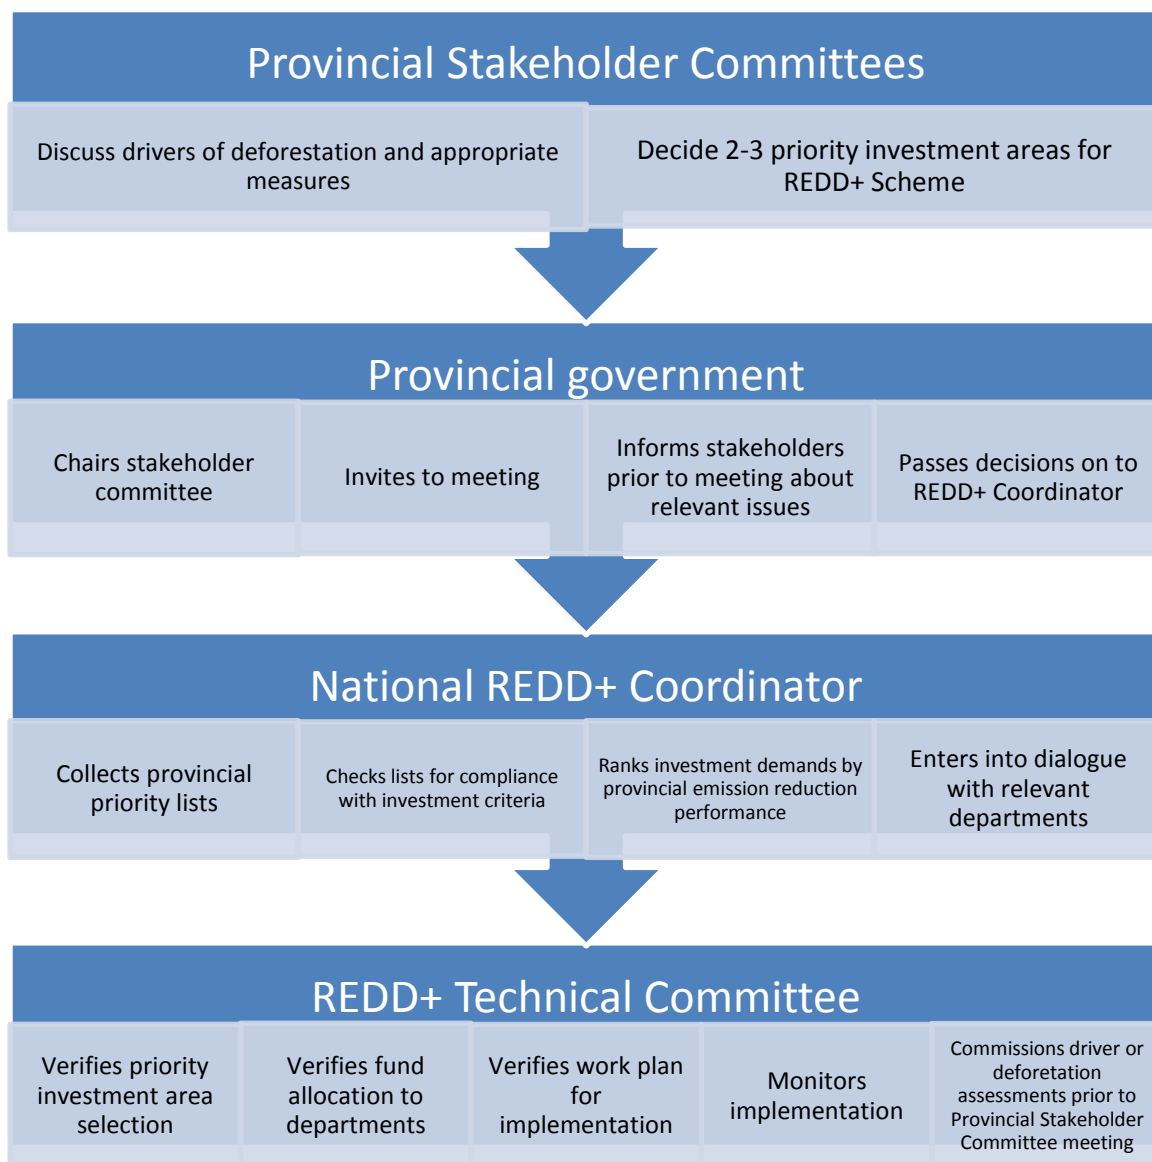 Provincial Stakeholder Committees
Discuss drivers of deforestation and appropriate
measures
Decide 2-3 priority investment areas for
REDD+ Scheme
Provincial government
Chairs stakeholder
committee
Invites to meeting
Informs stakeholders
prior to meeting about
relevant issues
Passes decisions on to
REDD+ Coordinator
National REDD+ Coordinator
Collects provincial
priority lists
Checks lists for compliance
with investment criteria
Ranks investment demands by
provincial emission reduction
performance
Enters into dialogue
with relevant
departments
REDD+ Technical Committee
Verifies priority
investment area
selection
Verifies fund
allocation to
departments
Verifies work plan
for
implementation
Monitors
implementation
Commissions driver or
deforetation
assessments prior to
Provincial Stakeholder
Committee meeting